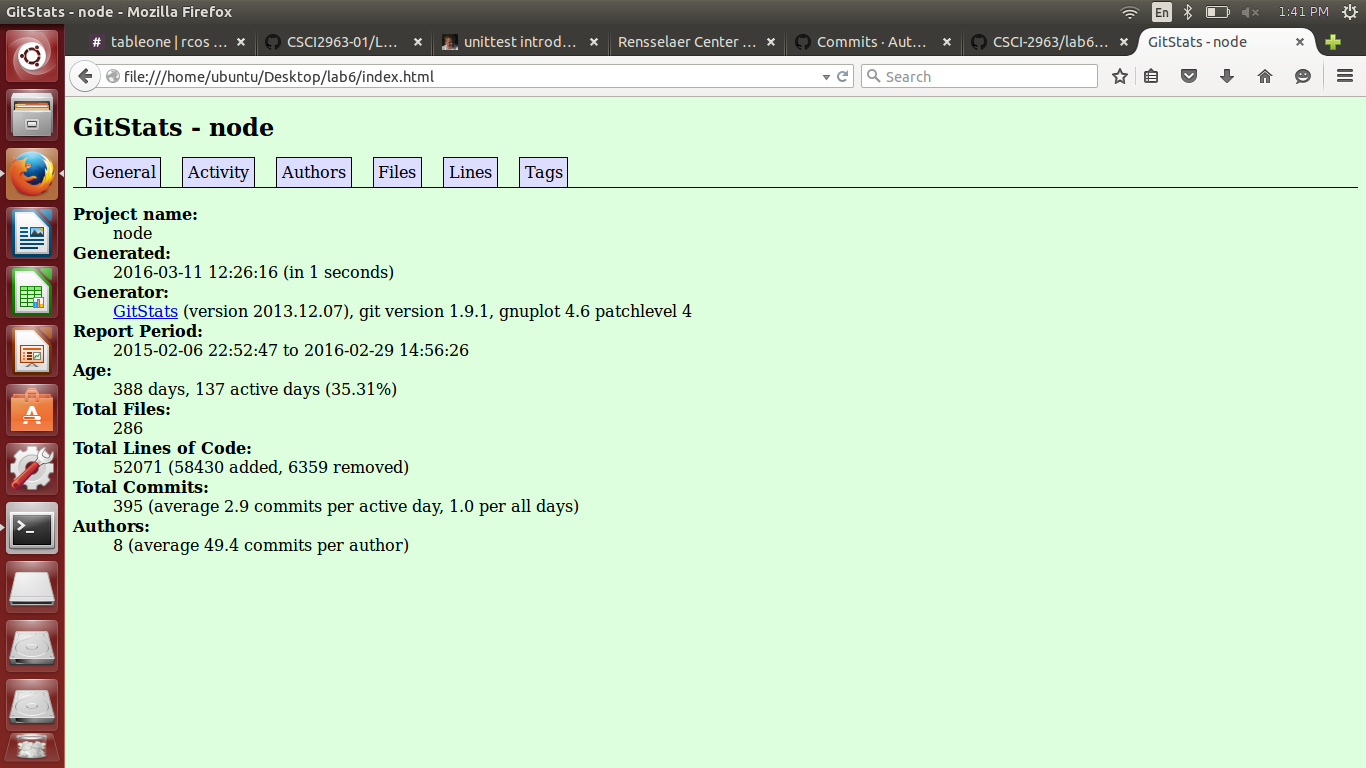 GitStats - node - Mozilla Firefox
En
1:41 PM
# tableone | rcos ...
CSCI2963-01/L...
unittest introd...
Rensselaer Center ...
Commits · Aut...
CSCI-2963/lab6...
GitStats - node
file:///home/ubuntu/Desktop/lab6/index.html
Search
GitStats - node
General
Activity
Authors
Files
Lines
Tags
Project name:
node
Generated:
2016-03-11 12:26:16 (in 1 seconds)
Generator:
GitStats (version 2013.12.07), git version 1.9.1, gnuplot 4.6 patchlevel 4
Report Period:
2015-02-06 22:52:47 to 2016-02-29 14:56:26
Age:
388 days, 137 active days (35.31%)
Total Files:
286
Total Lines of Code:
52071 (58430 added, 6359 removed)
Total Commits:
395 (average 2.9 commits per active day, 1.0 per all days)
Authors:
8 (average 49.4 commits per author)